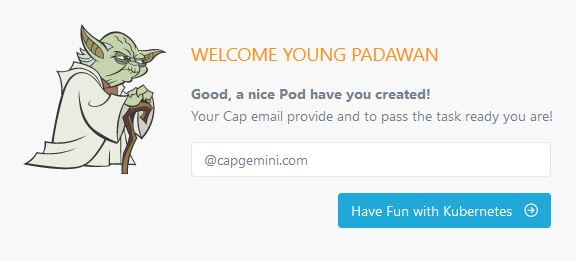 WELCOME YOUNG PADAWAN
Good, a nice Pod have you created!
Your Cap email provide and to pass the task ready you are!
@capgemini.com
Have Fun with Kubernetes